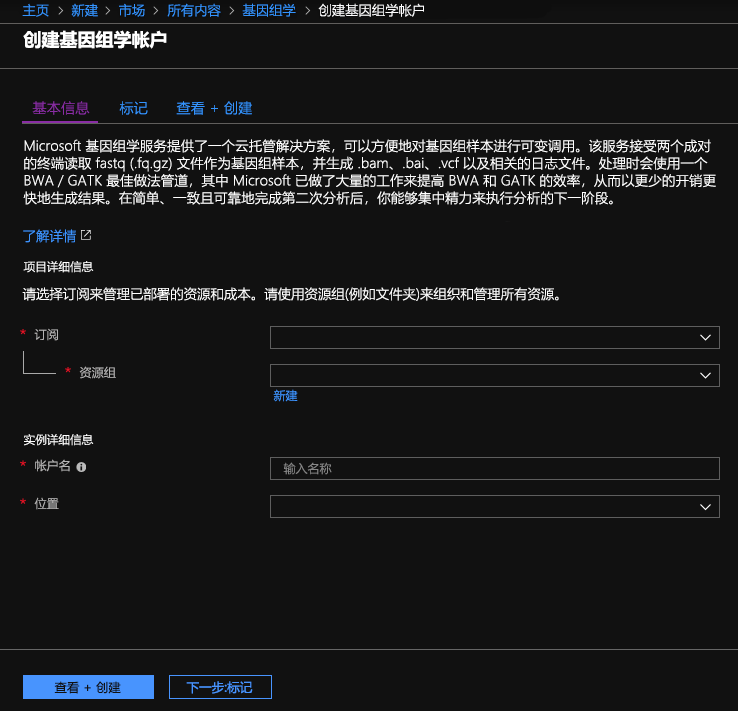 主页 > 新建 > 市场 > 所有内容 > 基因组学 > 创建基因组学帐户
创建基因组学帐户
基本信息 标记 查看 + 创建
Microsoft 基因组学服务提供了一个云托管解决方案，可以方便地对基因组样本进行可变调用。该服务接受两个成对
的终端读取 fastq (.fq.gz) 文件作为基因组样本，并生成 .bam、.bai、.vcf 以及相关的日志文件。处理时会使用一个
BWA / GATK 最佳做法管道，其中 Microsoft 已做了大量的工作来提高 BWA 和 GATK 的效率，从而以更少的开销更
快地生成结果。在简单、一致且可靠地完成第二次分析后，你能够集中精力来执行分析的下一阶段。
了解详情
项目详细信息
请选择订阅来管理已部署的资源和成本。请使用资源组(例如文件夹)来组织和管理所有资源。
* 订阅
* 资源组
新建
实例详细信息
* 帐户名 输入名称
* 位置
查看 + 创建 下一步:标记